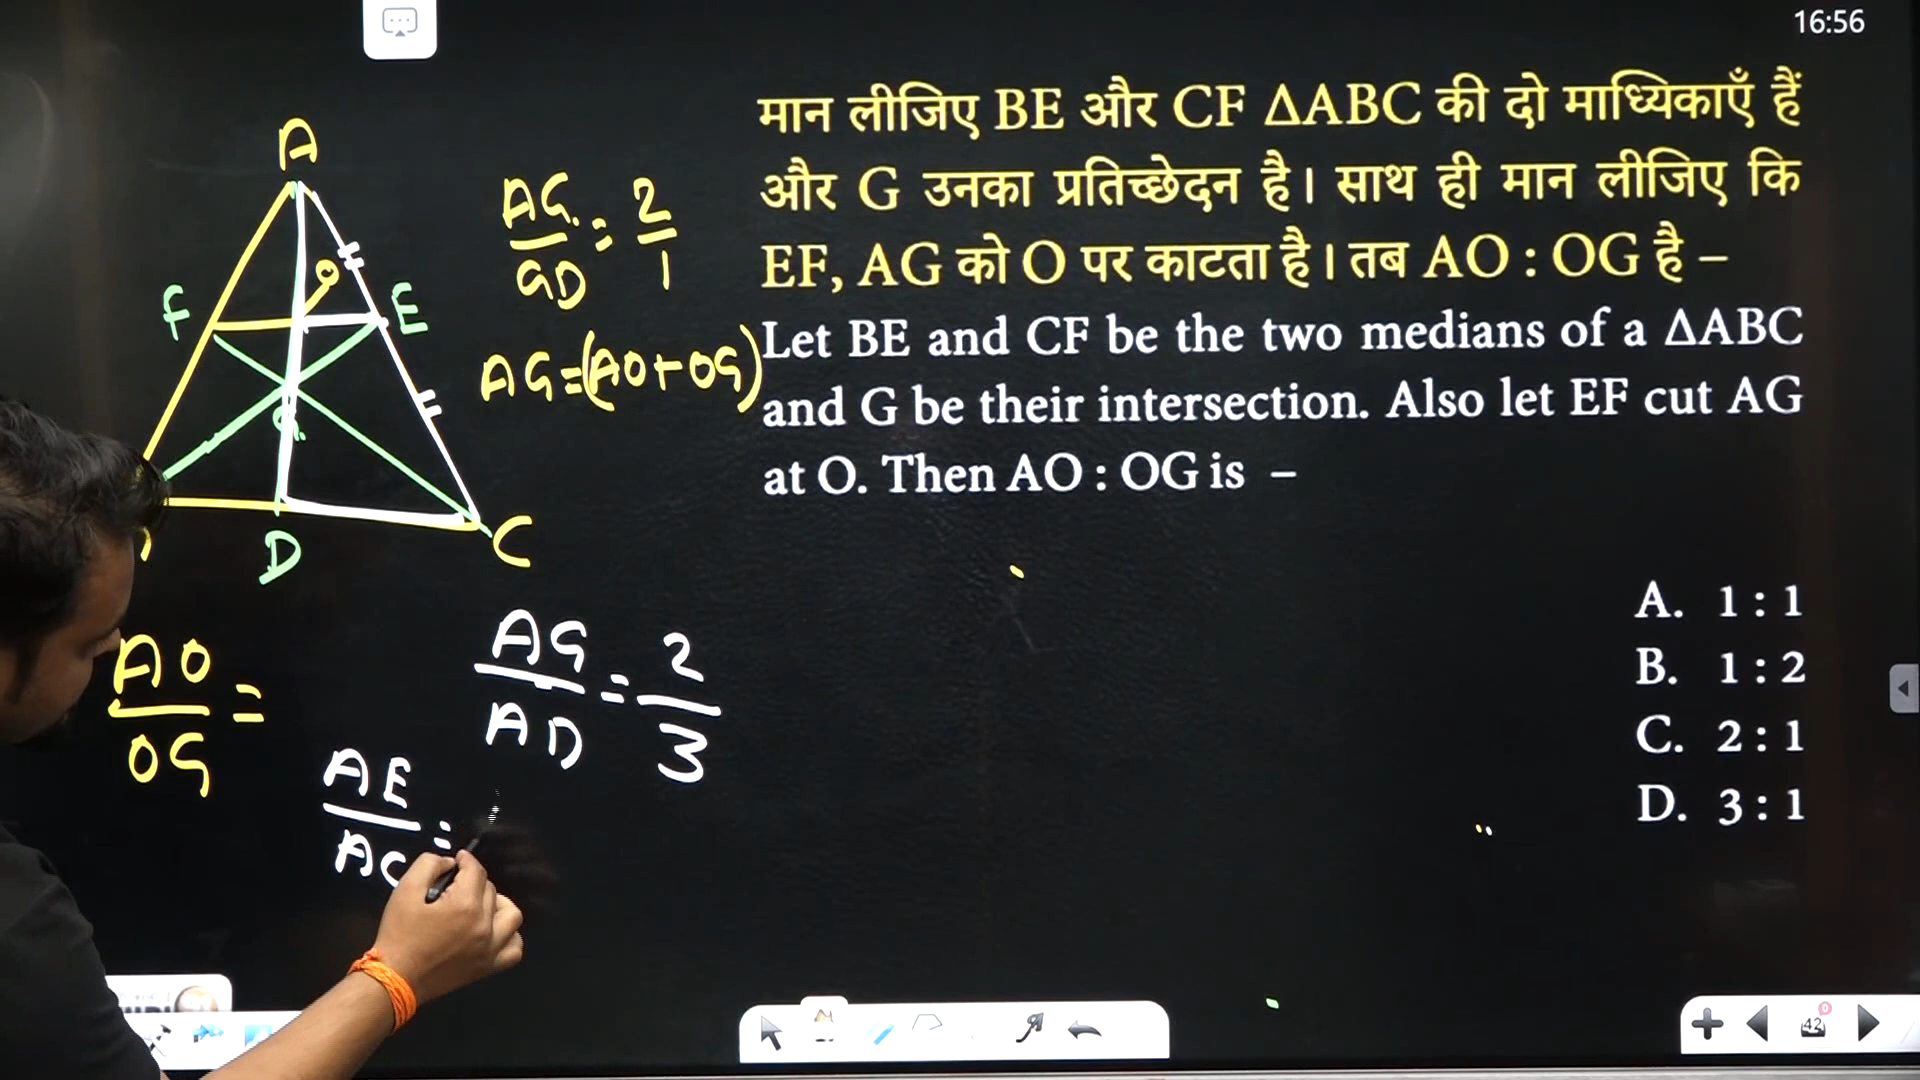 16:56
मान लीजिए BE और CF ΔABC की दो माध्यिकाएँ हैं
और G उनका प्रतिच्छेदन है। साथ ही मान लीजिए कि
EF, AG को O पर काटता है। तब AO : OG है –
Let BE and CF be the two medians of a ΔABC
and G be their intersection. Also let EF cut AG
at O. Then AO : OG is –
A. 1 : 1
B. 1 : 2
C. 2 : 1
D. 3 : 1
A
F
O
E
G
D
C
AG/GD = 2/1
AG=(AO+OG)
AO/OG =
AG/AD = 2/3
AE/AC =
42